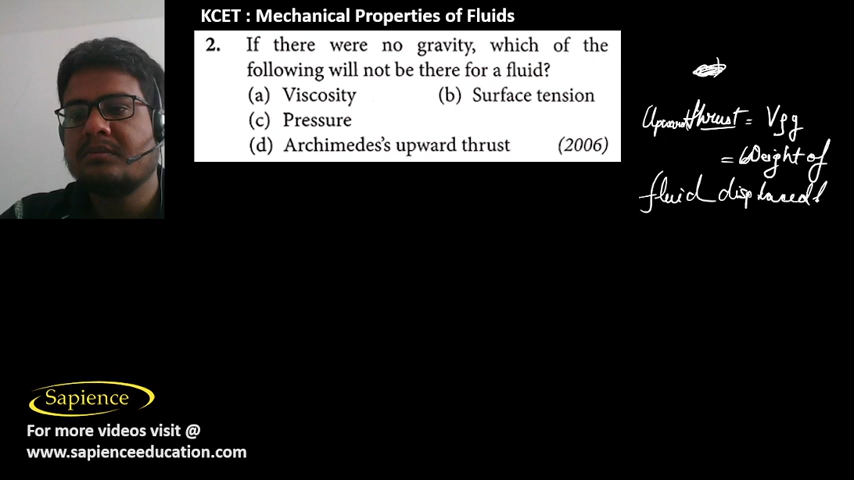 KCET : Mechanical Properties of Fluids
2. If there were no gravity, which of the
following will not be there for a fluid?
(a) Viscosity (b) Surface tension
(c) Pressure
(d) Archimedes's upward thrust (2006)
Upward thrust = Vρg
= Weight of
fluid displaced
Sapience
For more videos visit @
www.sapienceeducation.com